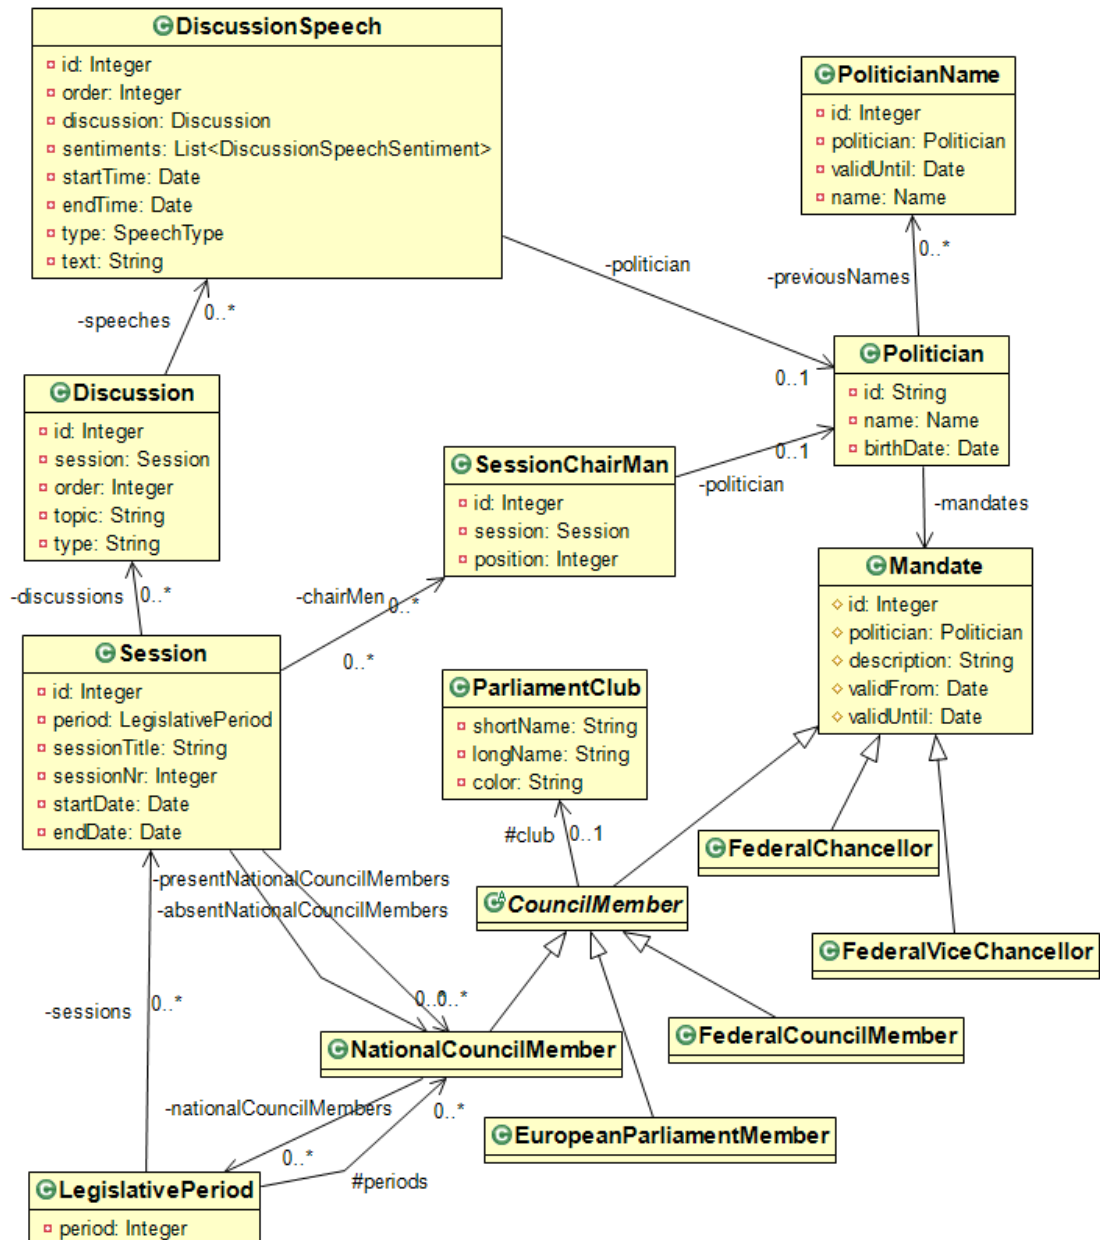 DiscussionSpeech
id: Integer
order: Integer
discussion: Discussion
sentiments: List<DiscussionSpeechSentiment>
startTime: Date
endTime: Date
type: SpeechType
text: String
PoliticianName
id: Integer
politician: Politician
validUntil: Date
name: Name
-politician
0..1
0..*
-previousNames
-speeches
0..*
Politician
id: String
name: Name
birthDate: Date
Discussion
id: Integer
session: Session
order: Integer
topic: String
type: String
SessionChairMan
id: Integer
session: Session
position: Integer
0..1
-politician
-mandates
Mandate
id: Integer
politician: Politician
description: String
validFrom: Date
validUntil: Date
-discussions
0..*
-chairMen
0..*
0..*
Session
id: Integer
period: LegislativePeriod
sessionTitle: String
sessionNr: Integer
startDate: Date
endDate: Date
ParliamentClub
shortName: String
longName: String
color: String
#club
0..1
FederalChancellor
-presentNationalCouncilMembers
-absentNationalCouncilMembers
CouncilMember
FederalViceChancellor
-sessions
0..*
0..*
NationalCouncilMember
FederalCouncilMember
-nationalCouncilMembers
0..*
EuropeanParliamentMember
0..*
#periods
LegislativePeriod
period: Integer